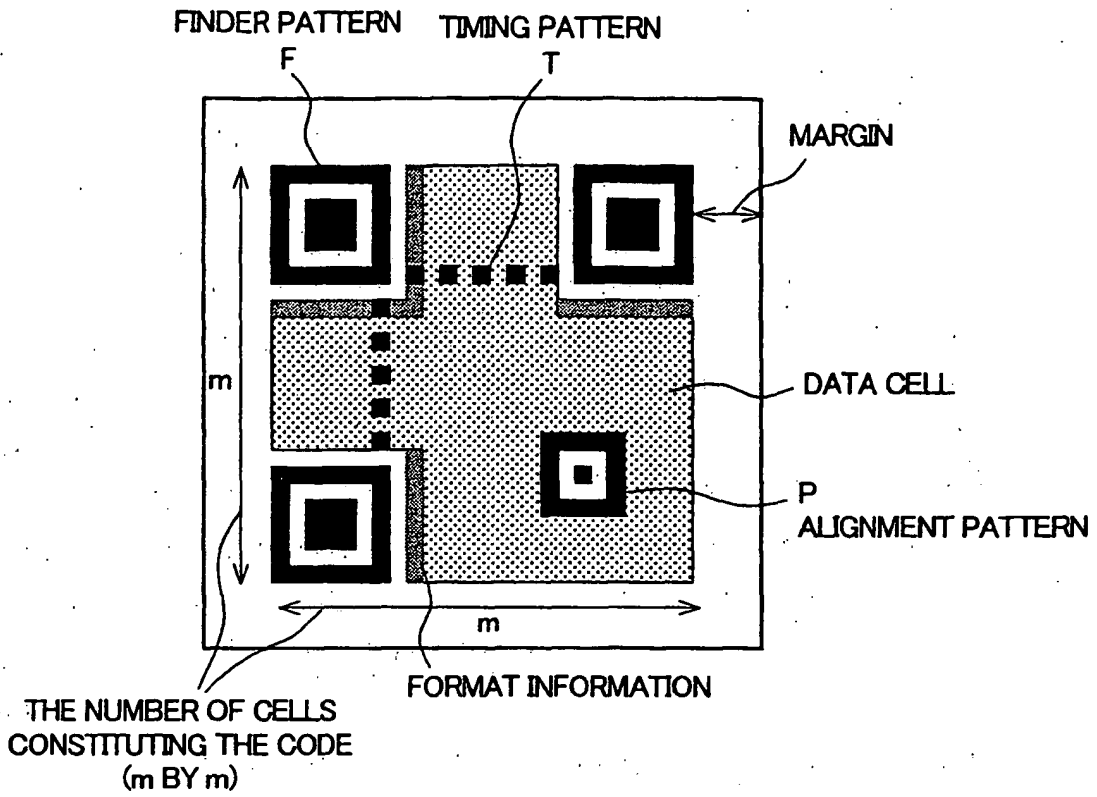 FINDER PATTERN
F
TIMING PATTERN
T
MARGIN
m
DATA CELL
P
ALIGNMENT PATTERN
m
FORMAT INFORMATION
THE NUMBER OF CELLS
CONSTITUTING THE CODE
(m BY m)